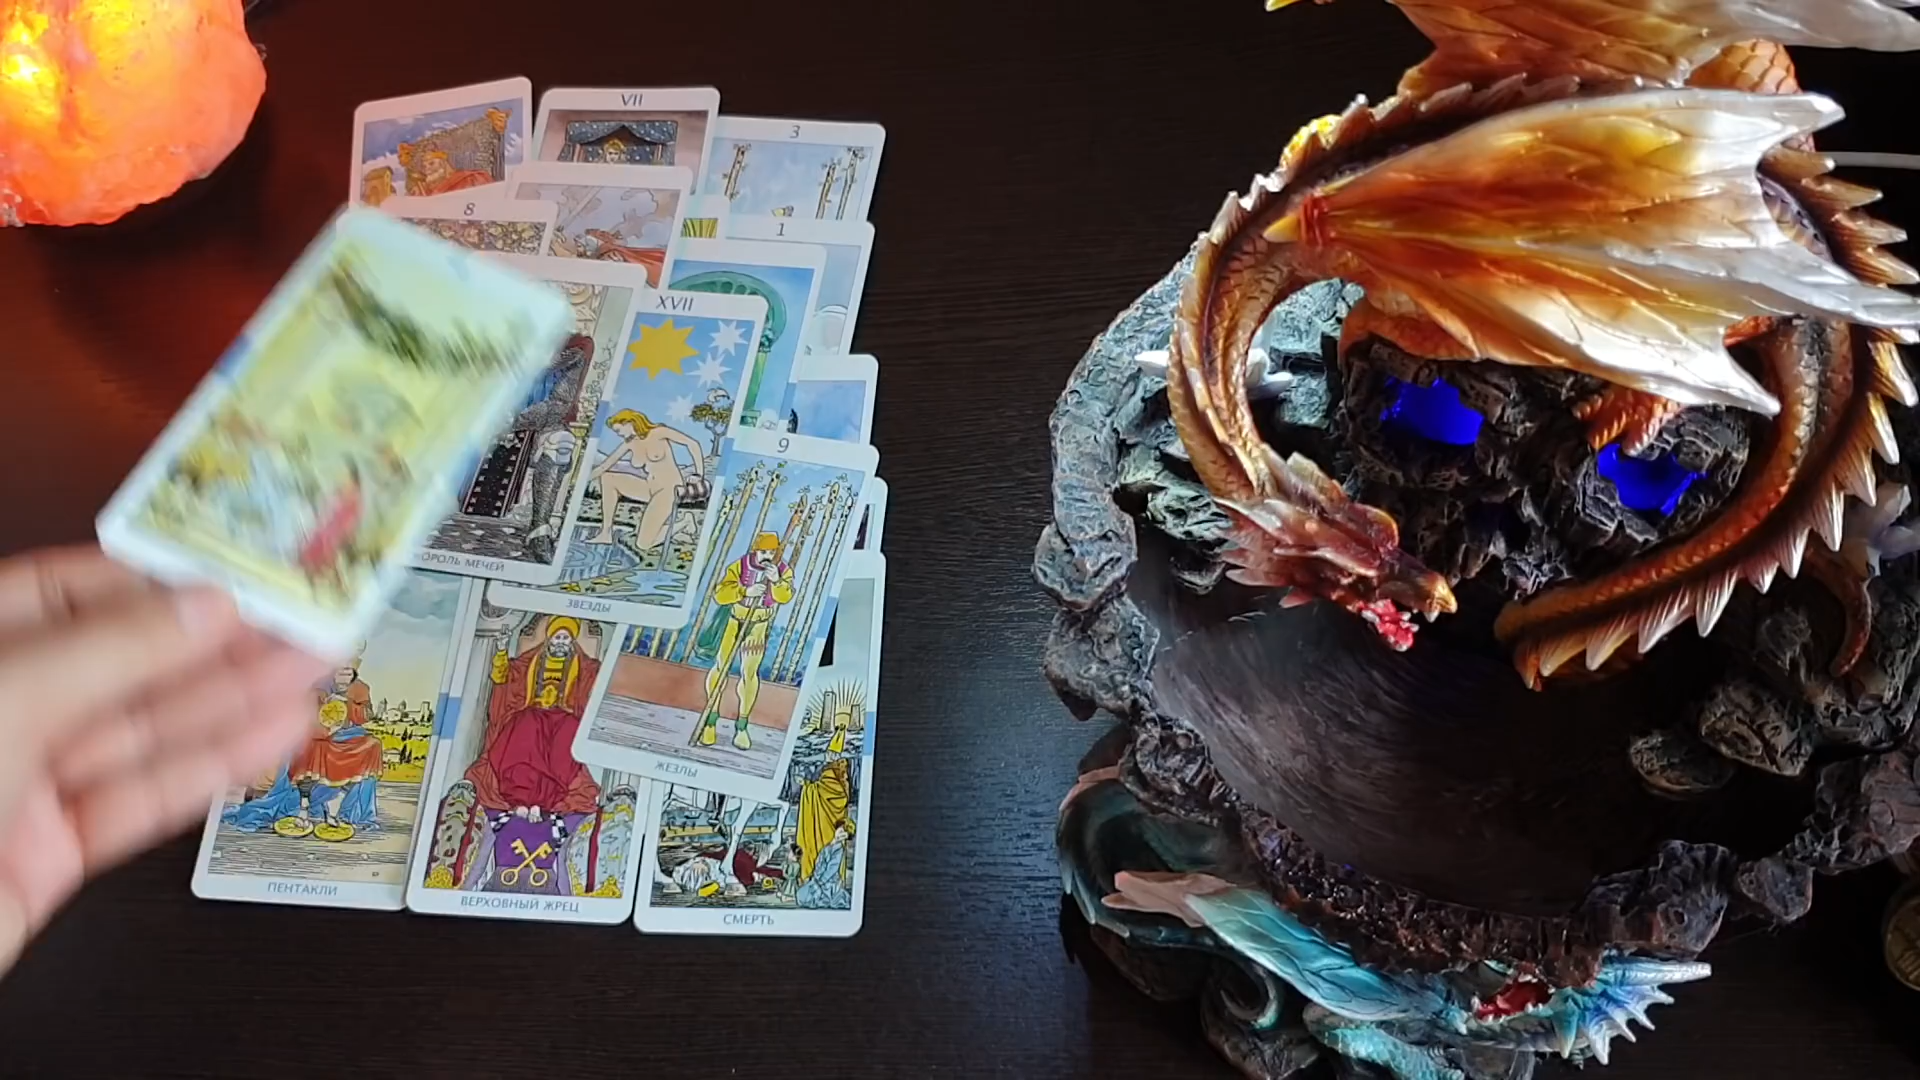 VII
3
8
1
XVII
9
ОРОЛЬ МЕЧЕЙ
ЗВЕЗДЫ
ЖЕЗЛЫ
ПЕНТАКЛИ
ВЕРХОВНЫЙ ЖРЕЦ
СМЕРТЬ